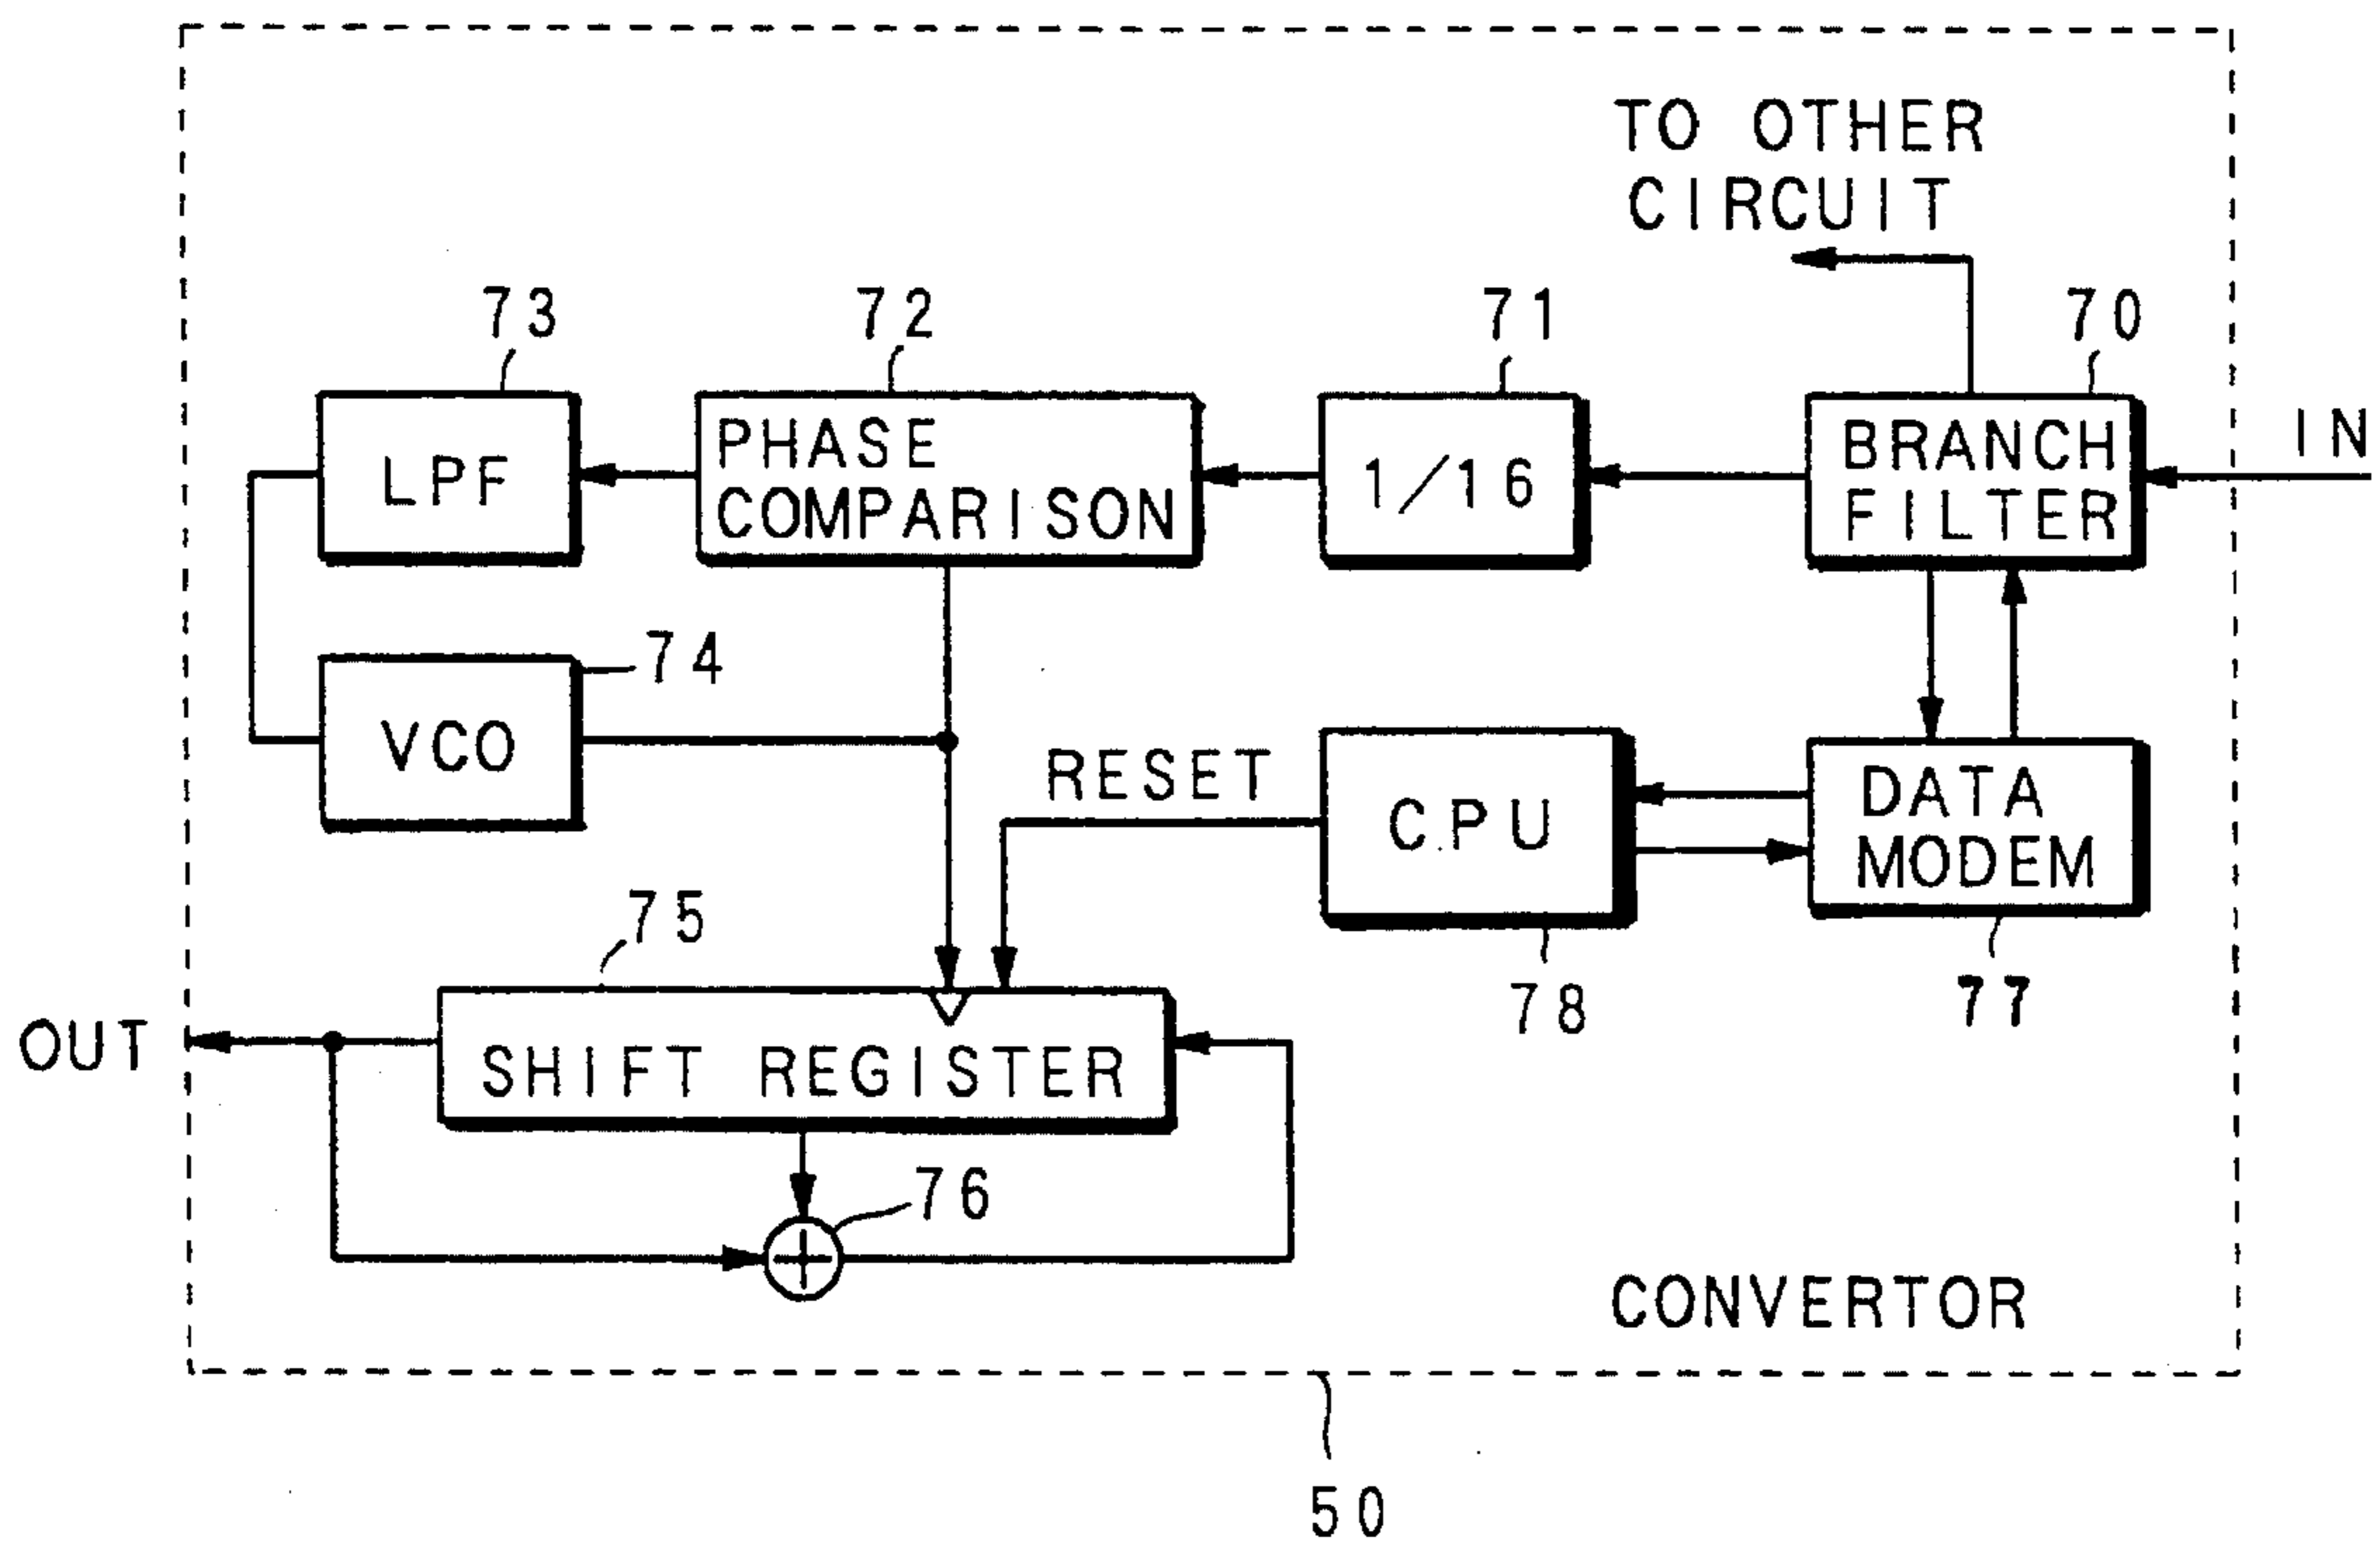 TO OTHER
CIRCUIT
73
72
71
70
IN
LPF
PHASE
COMPARISON
1/16
BRANCH
FILTER
74
VCO
RESET
CPU
DATA
MODEM
75
78
77
OUT
SHIFT REGISTER
76
CONVERTOR
50